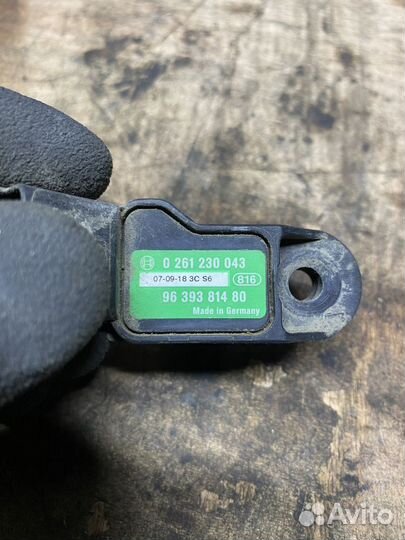 0 261 230 043
07-09-18 3C S6 816
96 393 814 80
Made in Germany
Avito